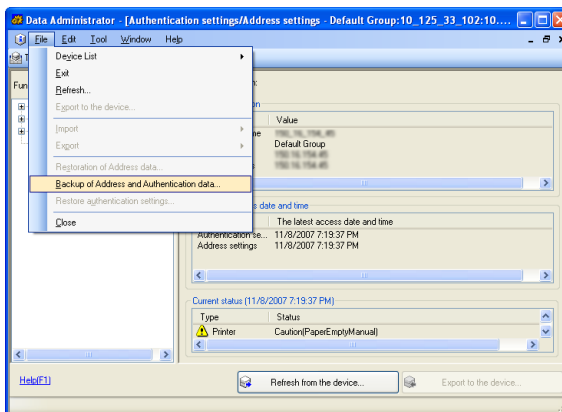 Data Administrator - [Authentication settings/Address settings - Default Group:10_125_33_102:10....
File Edit Tool Window Help
Device List
Exit
Refresh...
Export to the device...
Import
Export
Restoration of Address data...
Backup of Address and Authentication data...
Restore authentication settings...
Close
Value
Default Group
date and time
The latest access date and time
Authentication se... 11/8/2007 7:19:37 PM
Address settings 11/8/2007 7:19:37 PM
Current status (11/8/2007 7:19:37 PM)
Type Status
Printer Caution(PaperEmptyManual)
Help(F1)
Refresh from the device...
Export to the device...